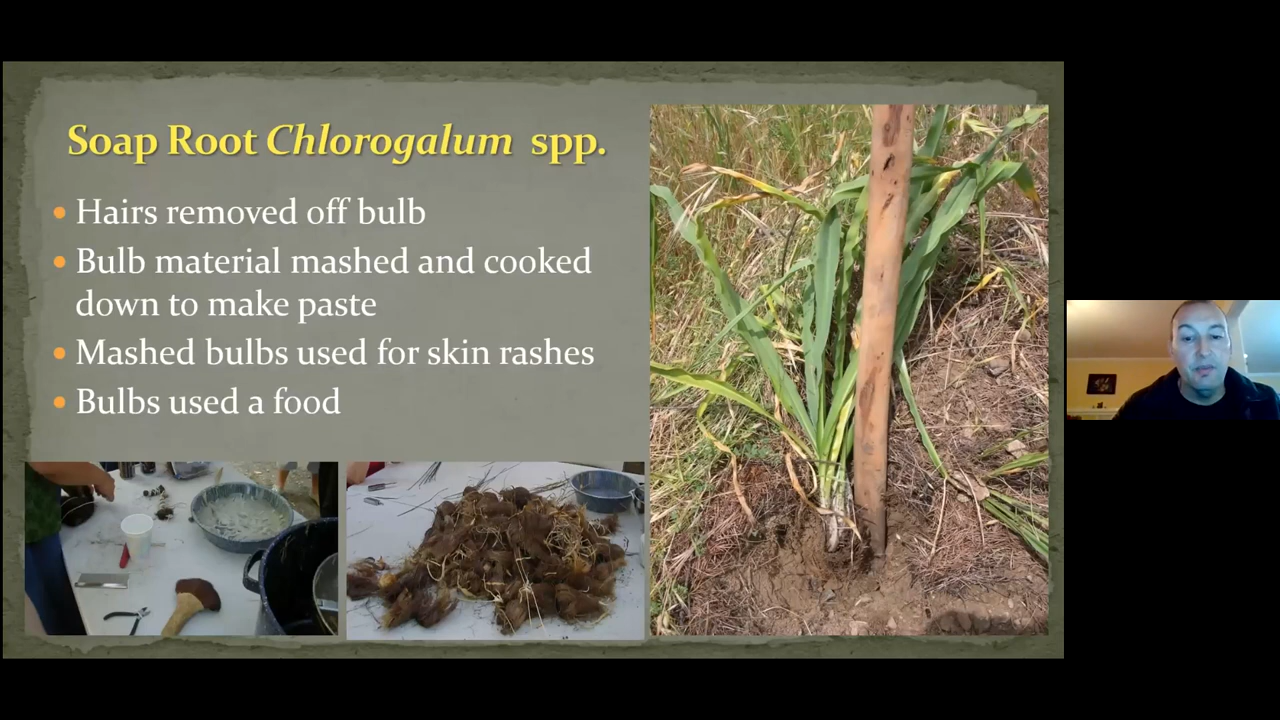 Soap Root Chlorogalum spp.
Hairs removed off bulb
Bulb material mashed and cooked
down to make paste
Mashed bulbs used for skin rashes
Bulbs used a food